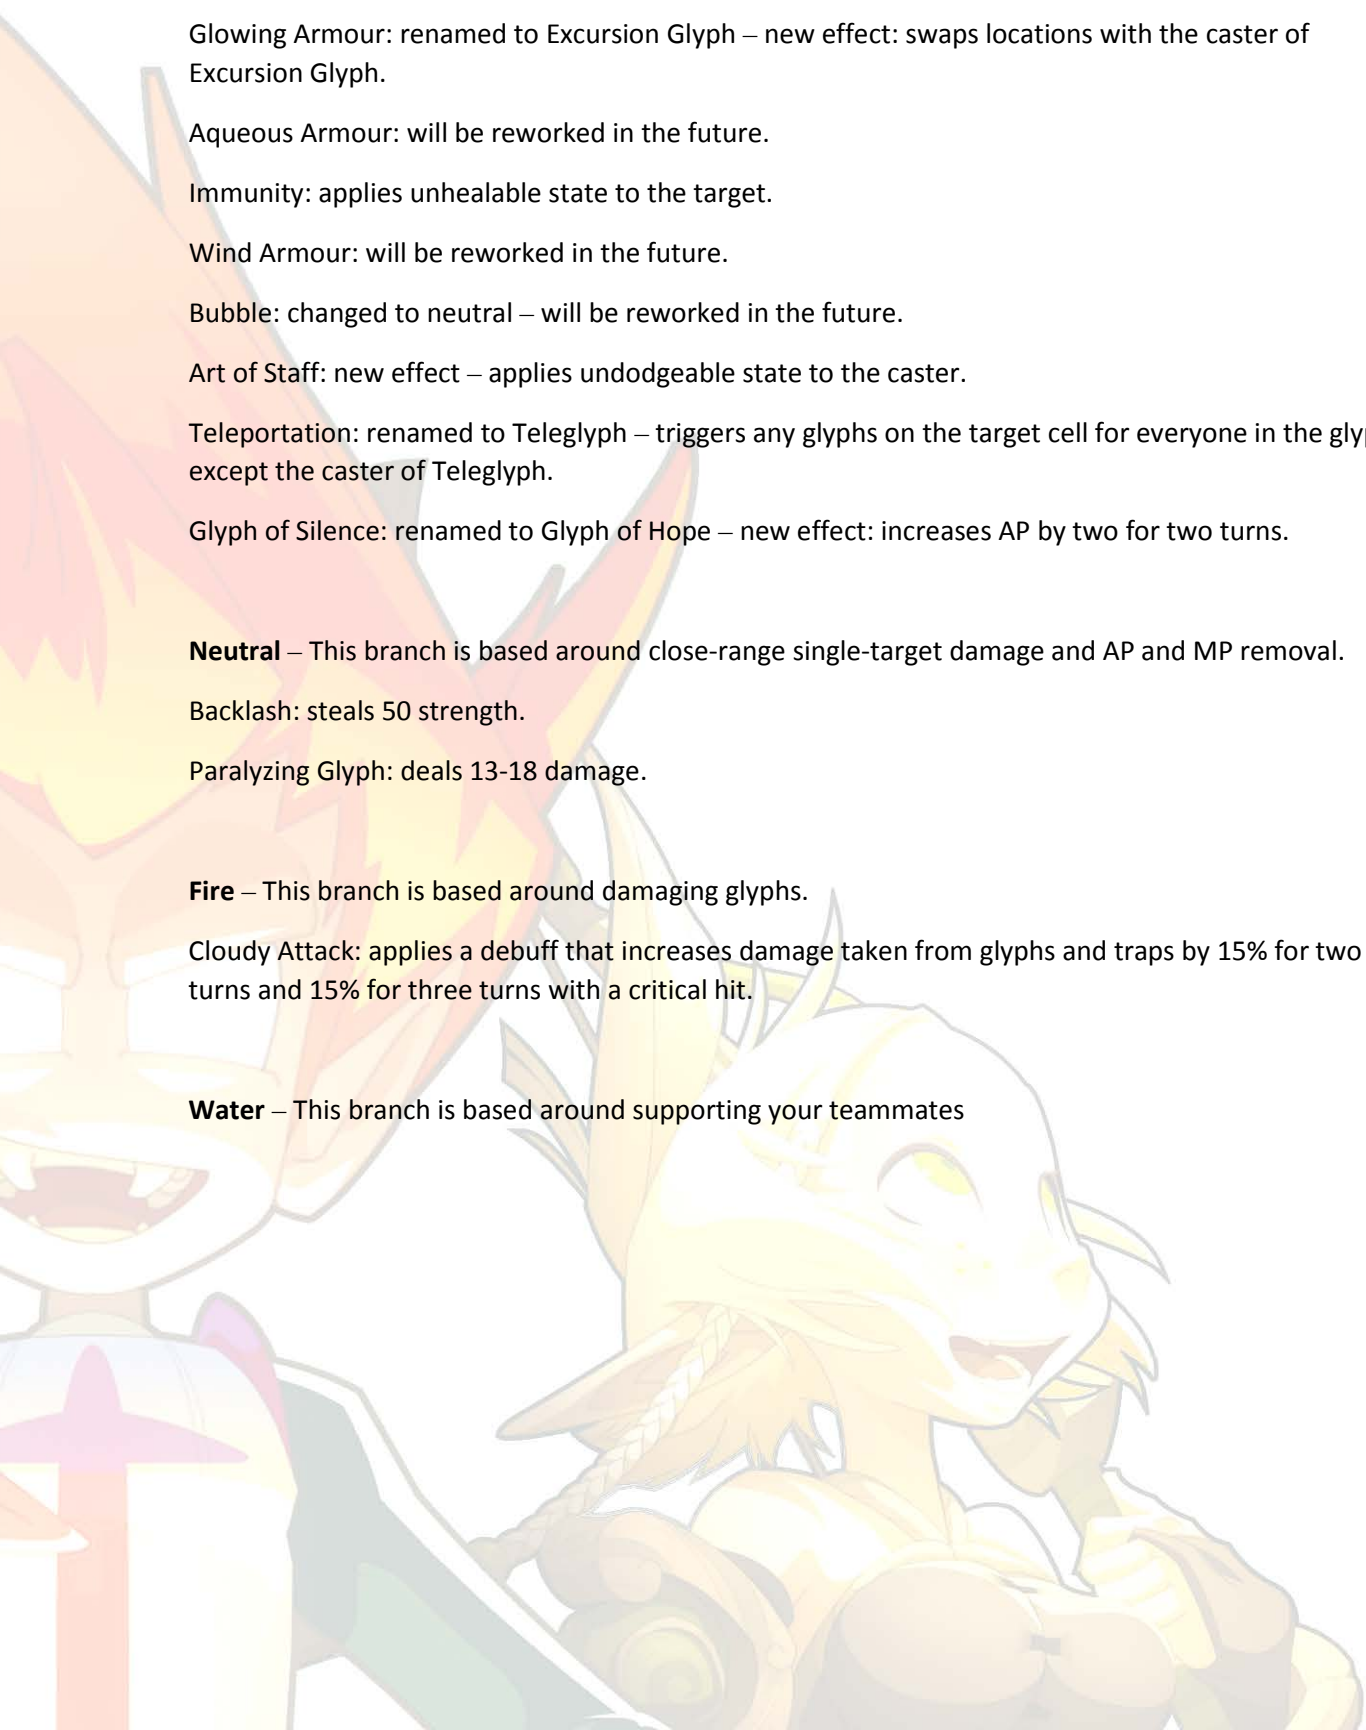 Glowing Armour: renamed to Excursion Glyph – new effect: swaps locations with the caster of
Excursion Glyph.
Aqueous Armour: will be reworked in the future.
Immunity: applies unhealable state to the target.
Wind Armour: will be reworked in the future.
Bubble: changed to neutral – will be reworked in the future.
Art of Staff: new effect – applies undodgeable state to the caster.
Teleportation: renamed to Teleglyph – triggers any glyphs on the target cell for everyone in the
except the caster of Teleglyph.
Glyph of Silence: renamed to Glyph of Hope – new effect: increases AP by two for two turns.
Neutral – This branch is based around close-range single-target damage and AP and MP removal.
Backlash: steals 50 strength.
Paralyzing Glyph: deals 13-18 damage.
Fire – This branch is based around damaging glyphs.
Cloudy Attack: applies a debuff that increases damage taken from glyphs and traps by 15% for two
turns and 15% for three turns with a critical hit.
Water – This branch is based around supporting your teammates